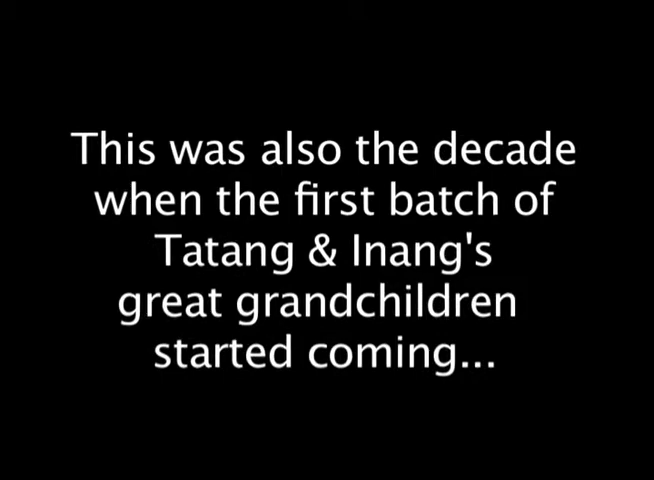 This was also the decade
when the first batch of
Tatang & Inang's
great grandchildren
started coming...